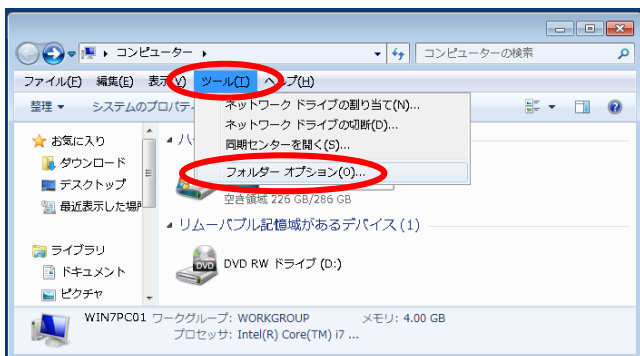 コンピューター
コンピューターの検索
ファイル(F) 編集(E) 表示(V) ツール(T) ヘルプ(H)
整理 システムのプロパティ
ネットワーク ドライブの割り当て(N)...
ネットワーク ドライブの切断(D)...
同期センターを開く(S)...
フォルダー オプション(O)...
お気に入り
ダウンロード
デスクトップ
最近表示した場所
ライブラリ
ドキュメント
ピクチャ
空き領域 226 GB/286 GB
リムーバブル記憶域があるデバイス (1)
DVD
DVD RW ドライブ (D:)
WIN7PC01 ワークグループ: WORKGROUP メモリ: 4.00 GB
プロセッサ: Intel(R) Core(TM) i7 ...